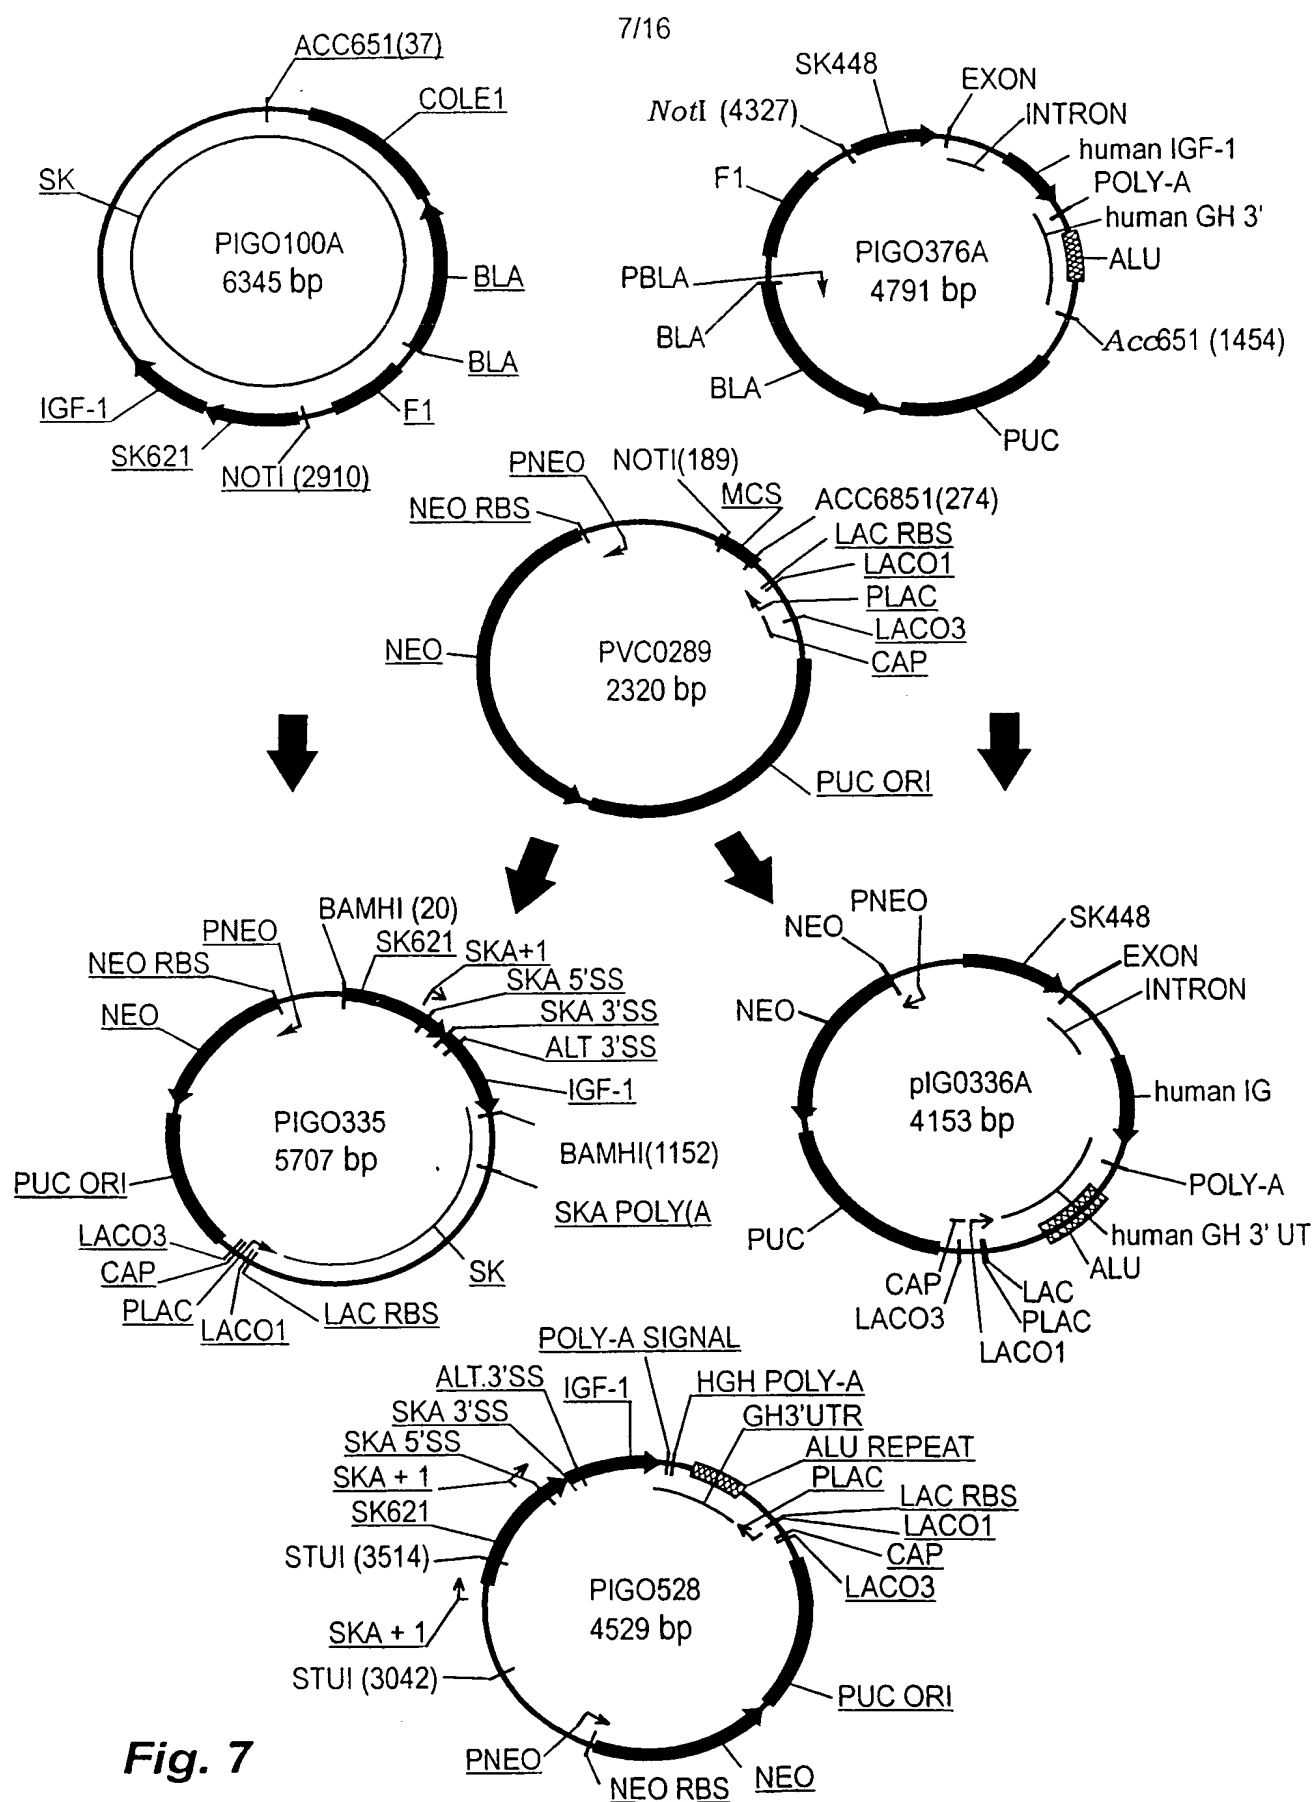 7/16
ACC651(37)
COLE1
SK
PIGO100A
6345 bp
BLA
BLA
IGF-1
F1
SK621
NOTI (2910)
SK448
EXON
NotI (4327)
INTRON
human IGF-1
F1
POLY-A
human GH 3'
PIGO376A
4791 bp
ALU
PBLA
BLA
Acc651 (1454)
BLA
PUC
PNEO
NOTI(189)
MCS
NEO RBS
ACC6851(274)
LAC RBS
LACO1
PLAC
LACO3
NEO
CAP
PVC0289
2320 bp
PUC ORI
BAMHI (20)
PNEO
SK621
SKA+1
NEO RBS
SKA 5'SS
NEO
SKA 3'SS
ALT 3'SS
IGF-1
PIGO335
5707 bp
BAMHI(1152)
PUC ORI
SKA POLY(A
LACO3
CAP
SK
PLAC
LAC RBS
LACO1
PNEO
SK448
NEO
EXON
INTRON
NEO
pIG0336A
4153 bp
human IG
POLY-A
PUC
human GH 3' UT
CAP
ALU
LAC
LACO3
PLAC
LACO1
POLY-A SIGNAL
ALT.3'SS
IGF-1
HGH POLY-A
SKA 3'SS
GH3'UTR
SKA 5'SS
ALU REPEAT
SKA + 1
PLAC
SK621
LAC RBS
LACO1
STUI (3514)
CAP
PIGO528
4529 bp
LACO3
SKA + 1
STUI (3042)
PUC ORI
PNEO
NEO RBS
NEO
Fig. 7